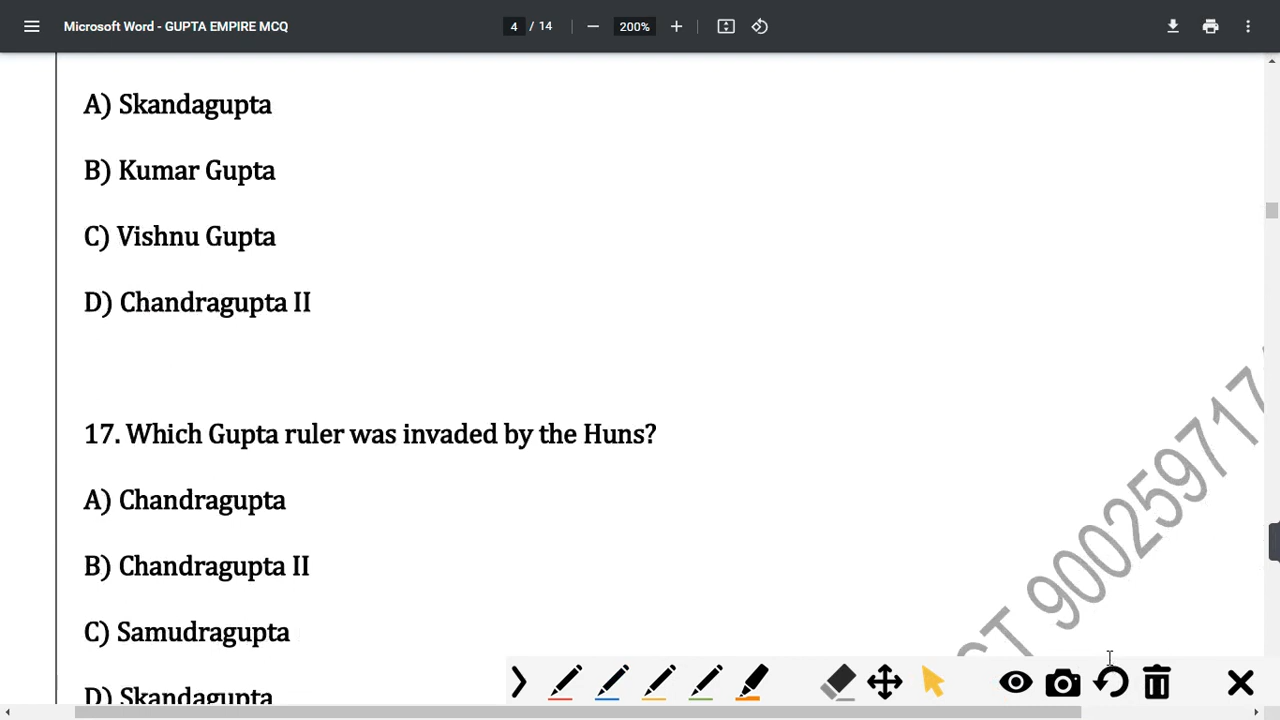 Microsoft Word - GUPTA EMPIRE MCQ
4 / 14
200%
A) Skandagupta
B) Kumar Gupta
C) Vishnu Gupta
D) Chandragupta II
17. Which Gupta ruler was invaded by the Huns?
A) Chandragupta
B) Chandragupta II
C) Samudragupta
D) Skandagupta